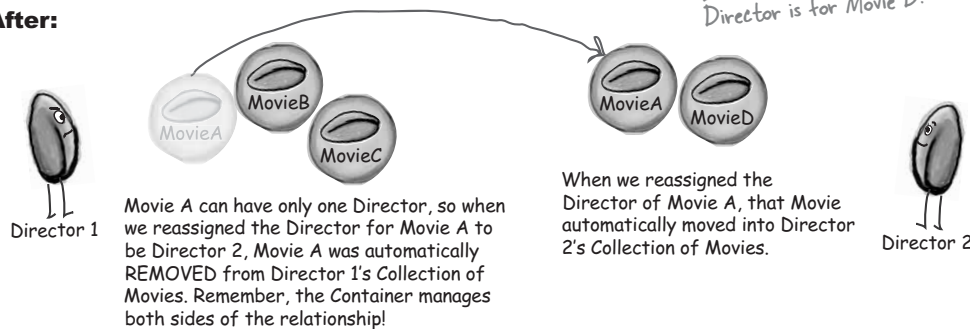 Director is for Movie D.
After:
MovieA
MovieB
MovieC
MovieA
MovieD
Director 1
Movie A can have only one Director, so when
we reassigned the Director for Movie A to
be Director 2, Movie A was automatically
REMOVED from Director 1's Collection of
Movies. Remember, the Container manages
both sides of the relationship!
When we reassigned the
Director of Movie A, that Movie
automatically moved into Director
2's Collection of Movies.
Director 2